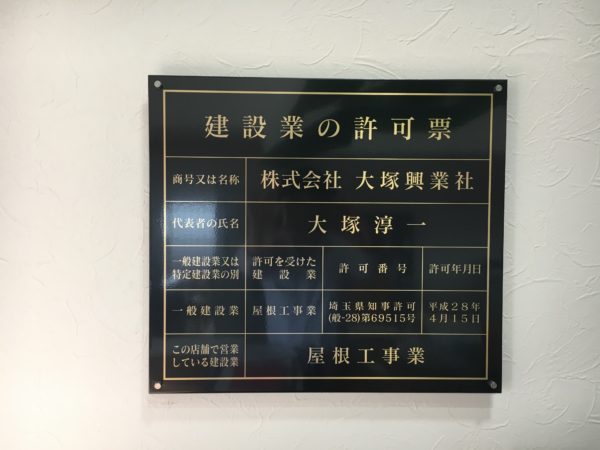 建設業の許可票
商号又は名称
株式会社 大塚興業社
代表者の氏名
大塚淳一
一般建設業又は
特定建設業の別
許可を受けた
建設業
許可番号
許可年月日
一般建設業
屋根工事業
埼玉県知事許可
(般-28)第69515号
平成28年
4月15日
この店舗で営業
している建設業
屋根工事業